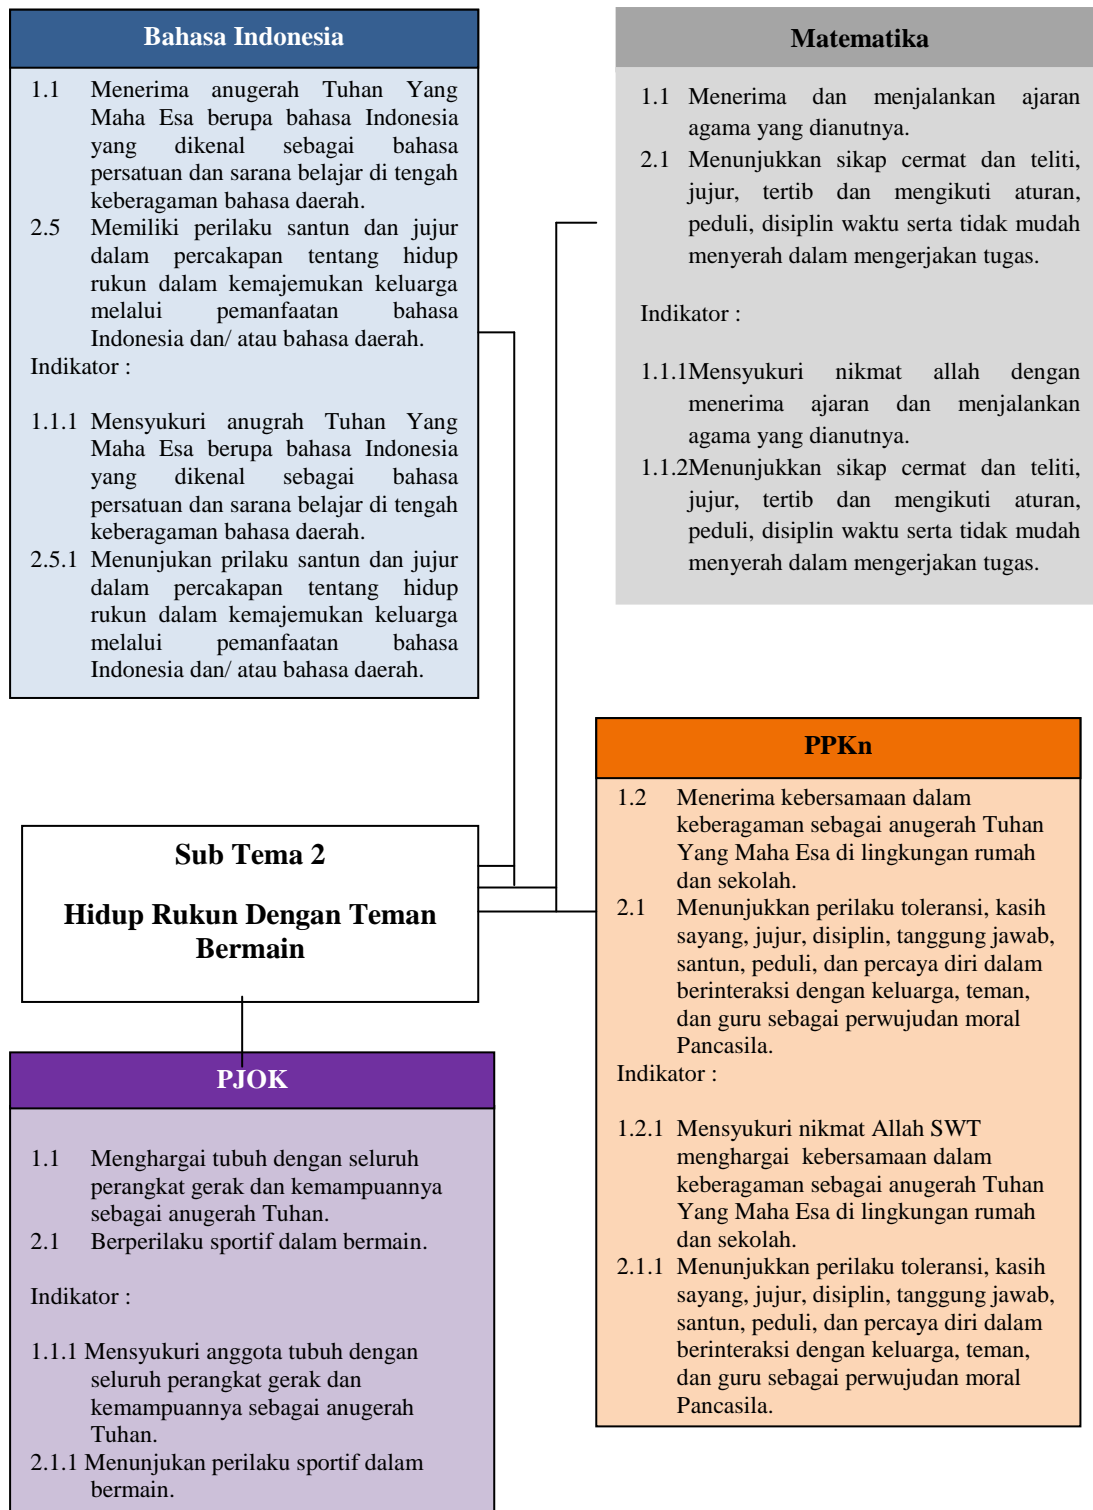 Bahasa Indonesia
1.1 Menerima anugerah Tuhan Yang
Maha Esa berupa bahasa Indonesia
yang dikenal sebagai bahasa
persatuan dan sarana belajar di tengah
keberagaman bahasa daerah.
2.5 Memiliki perilaku santun dan jujur
dalam percakapan tentang hidup
rukun dalam kemajemukan keluarga
melalui pemanfaatan bahasa
Indonesia dan/ atau bahasa daerah.
Indikator :
1.1.1 Mensyukuri anugrah Tuhan Yang
Maha Esa berupa bahasa Indonesia
yang dikenal sebagai bahasa
persatuan dan sarana belajar di tengah
keberagaman bahasa daerah.
2.5.1 Menunjukan prilaku santun dan jujur
dalam percakapan tentang hidup
rukun dalam kemajemukan keluarga
melalui pemanfaatan bahasa
Indonesia dan/ atau bahasa daerah.
Matematika
1.1 Menerima dan menjalankan ajaran
agama yang dianutnya.
2.1 Menunjukkan sikap cermat dan teliti,
jujur, tertib dan mengikuti aturan,
peduli, disiplin waktu serta tidak mudah
menyerah dalam mengerjakan tugas.
Indikator :
1.1.1Mensyukuri nikmat allah dengan
menerima ajaran dan menjalankan
agama yang dianutnya.
1.1.2Menunjukkan sikap cermat dan teliti,
jujur, tertib dan mengikuti aturan,
peduli, disiplin waktu serta tidak mudah
menyerah dalam mengerjakan tugas.
Sub Tema 2
Hidup Rukun Dengan Teman
Bermain
PPKn
1.2 Menerima kebersamaan dalam
keberagaman sebagai anugerah Tuhan
Yang Maha Esa di lingkungan rumah
dan sekolah.
2.1 Menunjukkan perilaku toleransi, kasih
sayang, jujur, disiplin, tanggung jawab,
santun, peduli, dan percaya diri dalam
berinteraksi dengan keluarga, teman,
dan guru sebagai perwujudan moral
Pancasila.
Indikator :
1.2.1 Mensyukuri nikmat Allah SWT
menghargai kebersamaan dalam
keberagaman sebagai anugerah Tuhan
Yang Maha Esa di lingkungan rumah
dan sekolah.
2.1.1 Menunjukkan perilaku toleransi, kasih
sayang, jujur, disiplin, tanggung jawab,
santun, peduli, dan percaya diri dalam
berinteraksi dengan keluarga, teman,
dan guru sebagai perwujudan moral
Pancasila.
PJOK
1.1 Menghargai tubuh dengan seluruh
perangkat gerak dan kemampuannya
sebagai anugerah Tuhan.
2.1 Berperilaku sportif dalam bermain.
Indikator :
1.1.1 Mensyukuri anggota tubuh dengan
seluruh perangkat gerak dan
kemampuannya sebagai anugerah
Tuhan.
2.1.1 Menunjukan perilaku sportif dalam
bermain.